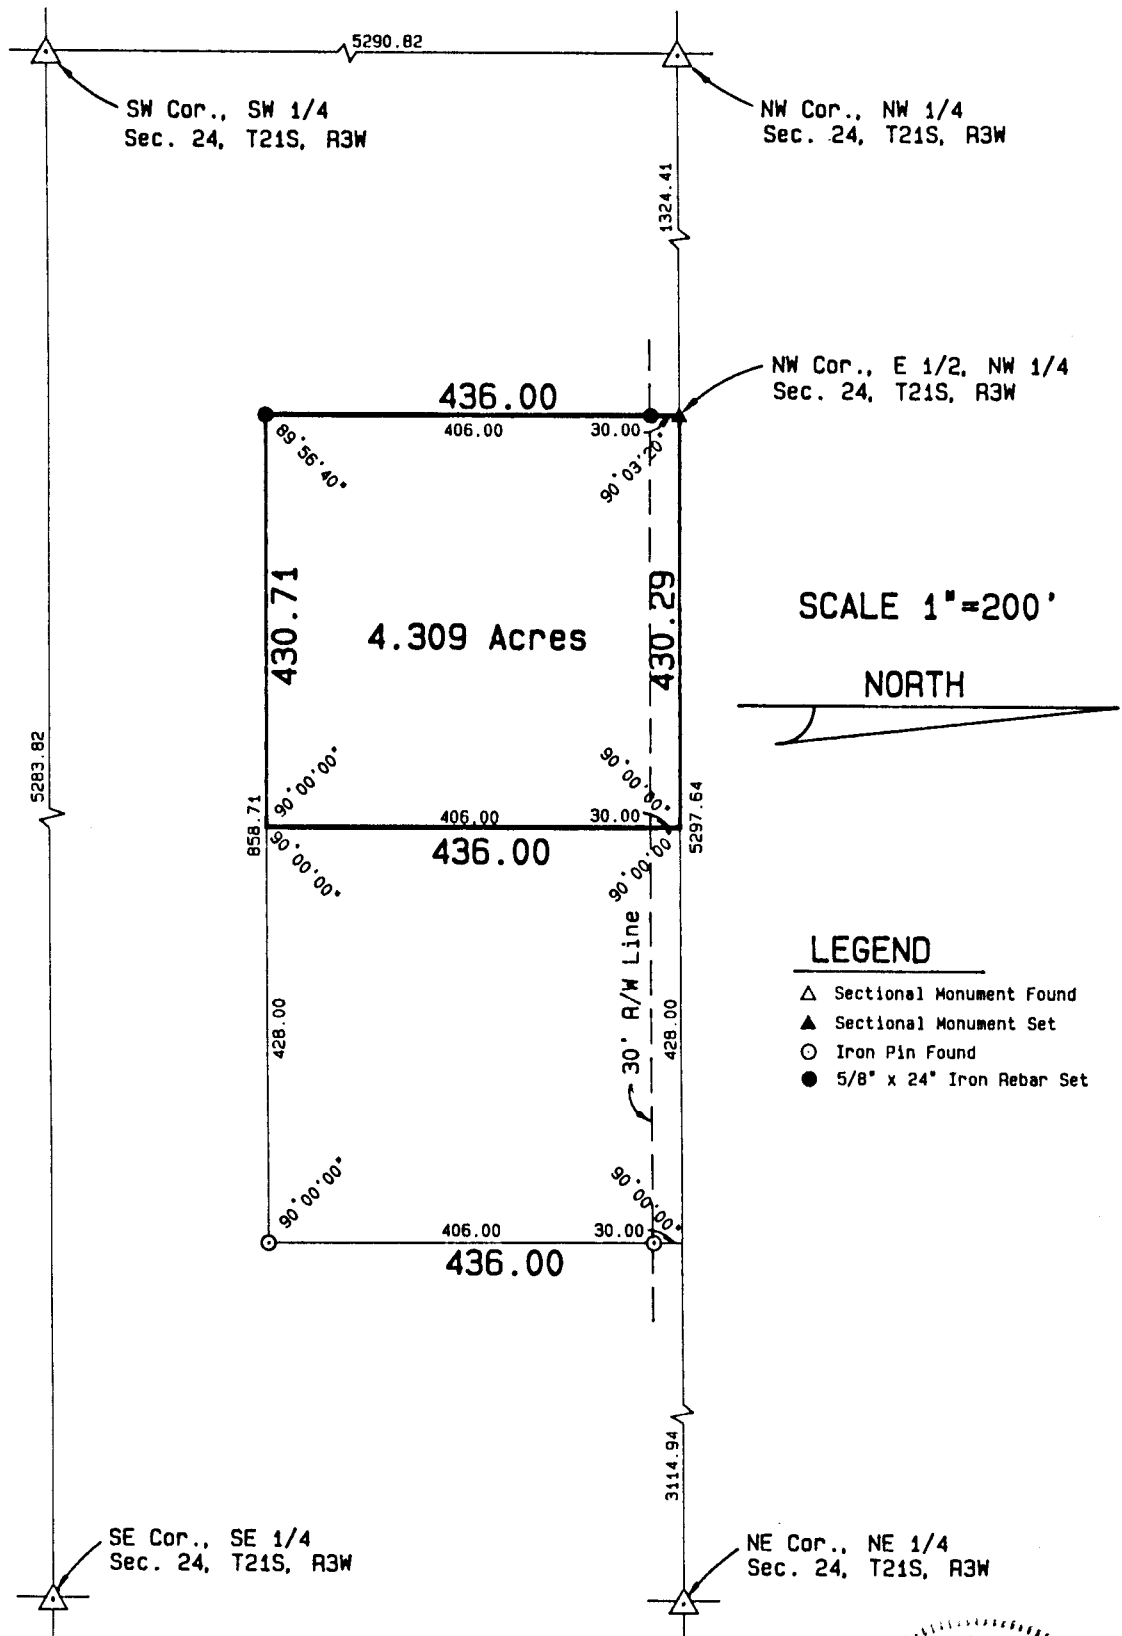 5290.82
SW Cor., SW 1/4
Sec. 24, T21S, R3W
NW Cor., NW 1/4
Sec. 24, T21S, R3W
1324.41
NW Cor., E 1/2, NW 1/4
Sec. 24, T21S, R3W
436.00
406.00
30.00
89°56'40"
90°03'20"
430.71
430.29
4.309 Acres
SCALE 1"=200'
NORTH
5283.82
90°00'00"
90°00'00"
858.71
406.00
30.00
5297.64
436.00
90°00'00"
90°00'00"
30' R/W Line
428.00
428.00
LEGEND
Sectional Monument Found
Sectional Monument Set
Iron Pin Found
5/8" x 24" Iron Rebar Set
90°00'00"
90°00'00"
406.00
30.00
436.00
3114.94
SE Cor., SE 1/4
Sec. 24, T21S, R3W
NE Cor., NE 1/4
Sec. 24, T21S, R3W